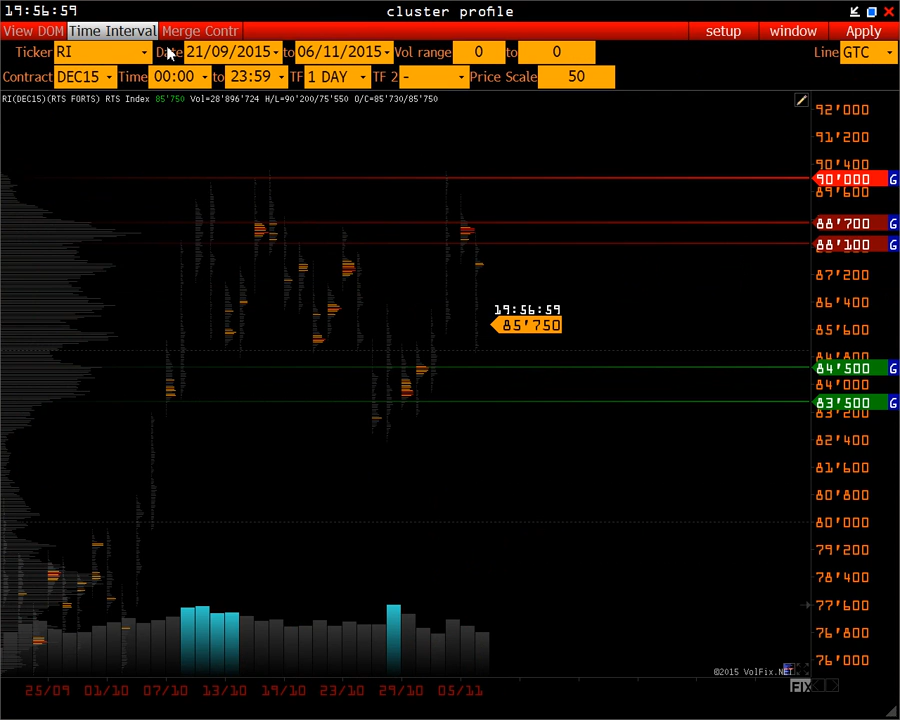 19:56:59
cluster profile
View DOM Time Interval Merge Contr setup window Apply
Ticker RI Date 21/09/2015 to 06/11/2015 Vol range 0 to 0 Line GTC
Contract DEC15 Time 00:00 to 23:59 TF 1 DAY TF 2 - Price Scale 50
RI(DEC15)(RTS FORTS) RTS Index 85'750 Vol=28'896'724 H/L=90'200/75'550 O/C=85'730/85'750
92'000
91'200
90'400
90'000 G
89'600
88'700 G
88'100 G
87'200
86'400
19:56:59
85'750
85'600
84'800
84'500 G
84'000
83'500 G
83'200
82'400
81'600
80'800
80'000
79'200
78'400
77'600
76'800
76'000
©2015 VolFix.NET
FIX
25/09 01/10 07/10 13/10 19/10 23/10 29/10 05/11